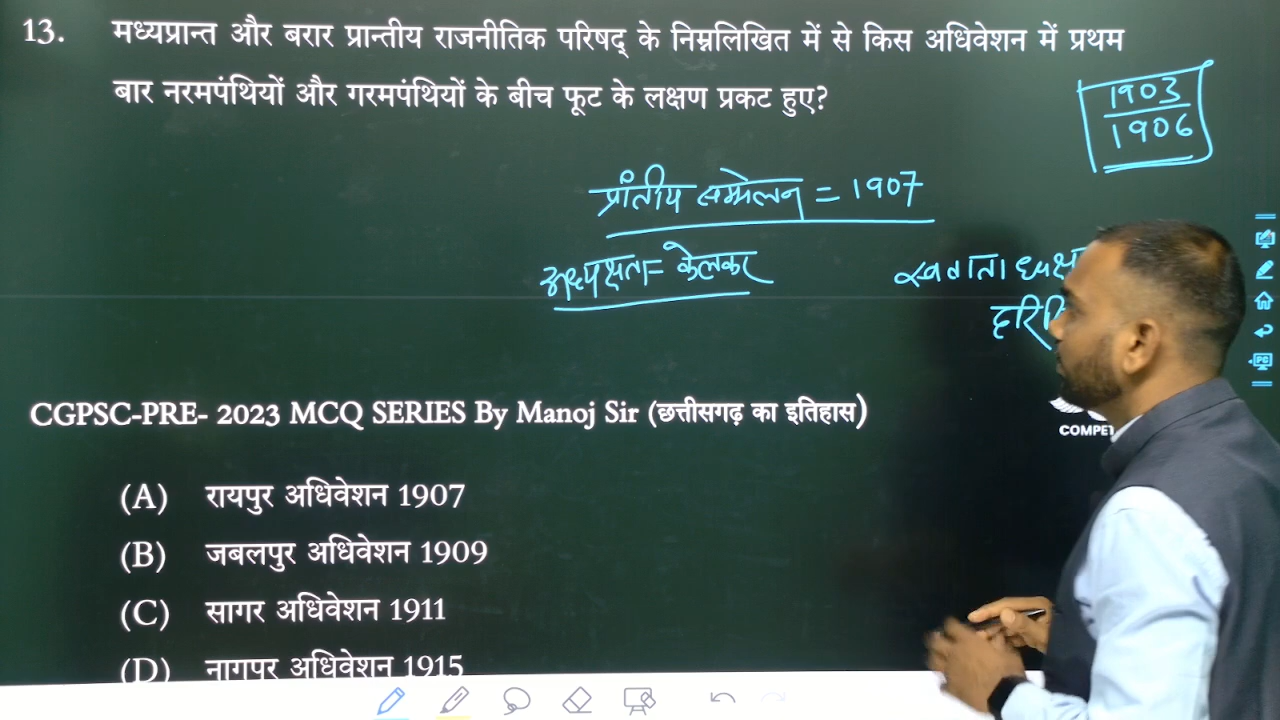 13. मध्यप्रान्त और बरार प्रान्तीय राजनीतिक परिषद् के निम्नलिखित में से किस अधिवेशन में प्रथम
बार नरमपंथियों और गरमपंथियों के बीच फूट के लक्षण प्रकट हुए?
1903
1906
प्रांतीय सम्मेलन = 1907
अध्यक्षता = केलकर
CGPSC-PRE- 2023 MCQ SERIES By Manoj Sir (छत्तीसगढ़ का इतिहास)
COMPET
(A) रायपुर अधिवेशन 1907
(B) जबलपुर अधिवेशन 1909
(C) सागर अधिवेशन 1911
(D) नागपुर अधिवेशन 1915
PC